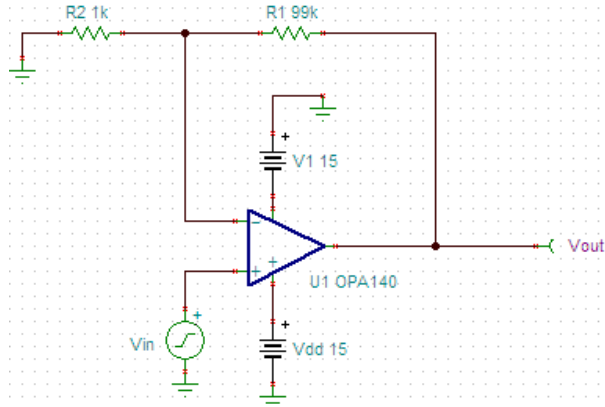 R2 1k
R1 99k
+
V1 15
−
+
+
U1 OPA140
Vout
+
Vin
+
Vdd 15